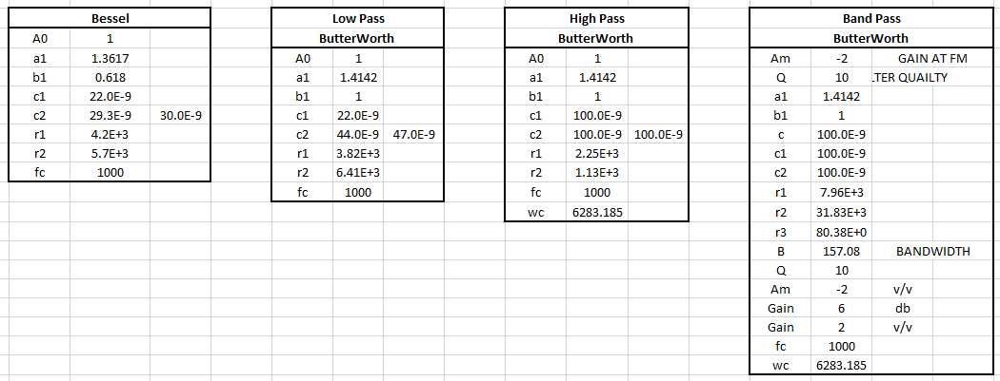 Bessel
A0 1
a1 1.3617
b1 0.618
c1 22.0E-9
c2 29.3E-9 30.0E-9
r1 4.2E+3
r2 5.7E+3
fc 1000
Low Pass
ButterWorth
A0 1
a1 1.4142
b1 1
c1 22.0E-9
c2 44.0E-9 47.0E-9
r1 3.82E+3
r2 6.41E+3
fc 1000
High Pass
ButterWorth
A0 1
a1 1.4142
b1 1
c1 100.0E-9
c2 100.0E-9 100.0E-9
r1 2.25E+3
r2 1.13E+3
fc 1000
wc 6283.185
Band Pass
ButterWorth
Am -2 GAIN AT FM
Q 10 LTER QUAILTY
a1 1.4142
b1 1
c 100.0E-9
c1 100.0E-9
c2 100.0E-9
r1 7.96E+3
r2 31.83E+3
r3 80.38E+0
B 157.08 BANDWIDTH
Q 10
Am -2 v/v
Gain 6 db
Gain 2 v/v
fc 1000
wc 6283.185